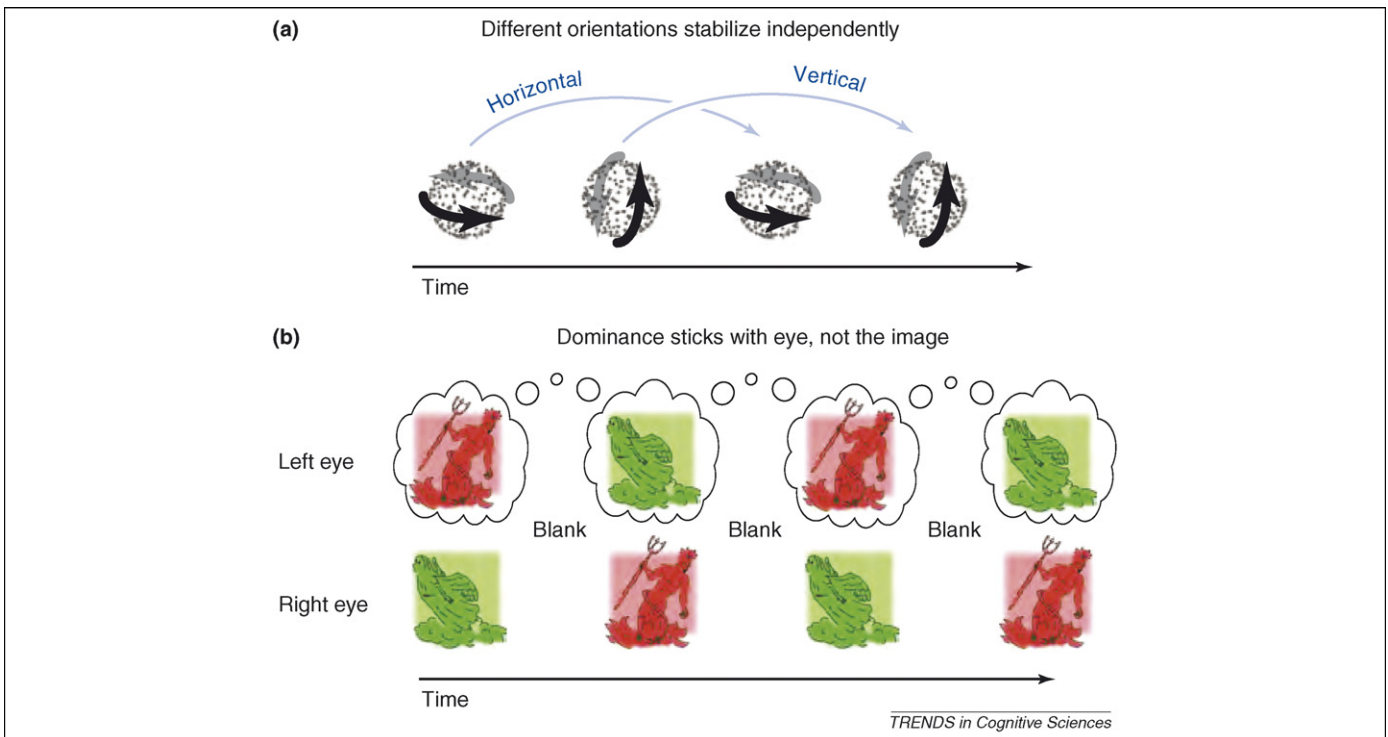 (a) Different orientations stabilize independently
Horizontal
Vertical
Time
(b) Dominance sticks with eye, not the image
Left eye
Blank Blank Blank
Right eye
Time
TRENDS in Cognitive Sciences